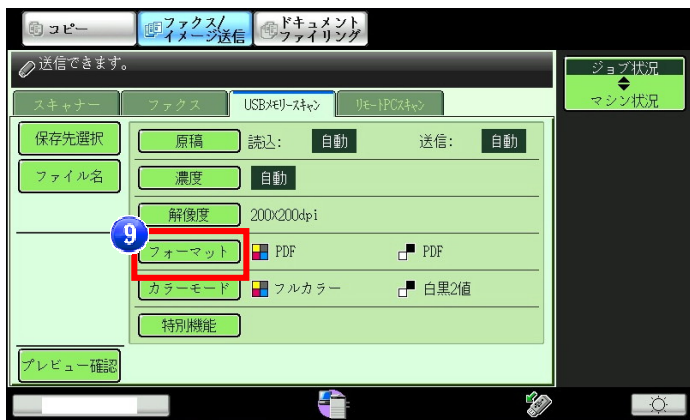 コピー
ファクス/
イメージ送信
ドキュメント
ファイリング
送信できます。
ジョブ状況
マシン状況
スキャナー
ファクス
USBメモリースキャン
リモートPCスキャン
保存先選択
原稿 読込: 自動 送信: 自動
ファイル名
濃度 自動
解像度 200X200dpi
9
フォーマット PDF PDF
カラーモード フルカラー 白黒2値
特別機能
プレビュー確認